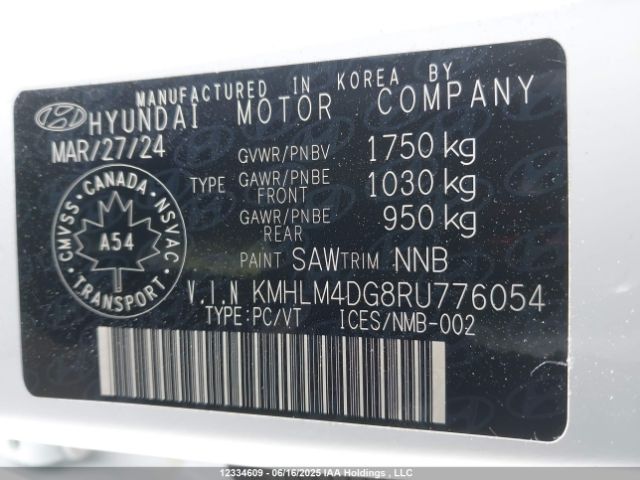 MANUFACTURED IN KOREA BY
HYUNDAI MOTOR COMPANY
MAR/27/24 GVWR/PNBV 1750 kg
TYPE GAWR/PNBE FRONT 1030 kg
GAWR/PNBE REAR 950 kg
CANADA
CMVSS NSVAC
A54
TRANSPORT
PAINT SAW TRIM NNB
V.I.N KMHLM4DG8RU776054
TYPE:PC/VT ICES/NMB-002
12334609 - 06/16/2025 IAA Holdings , LLC